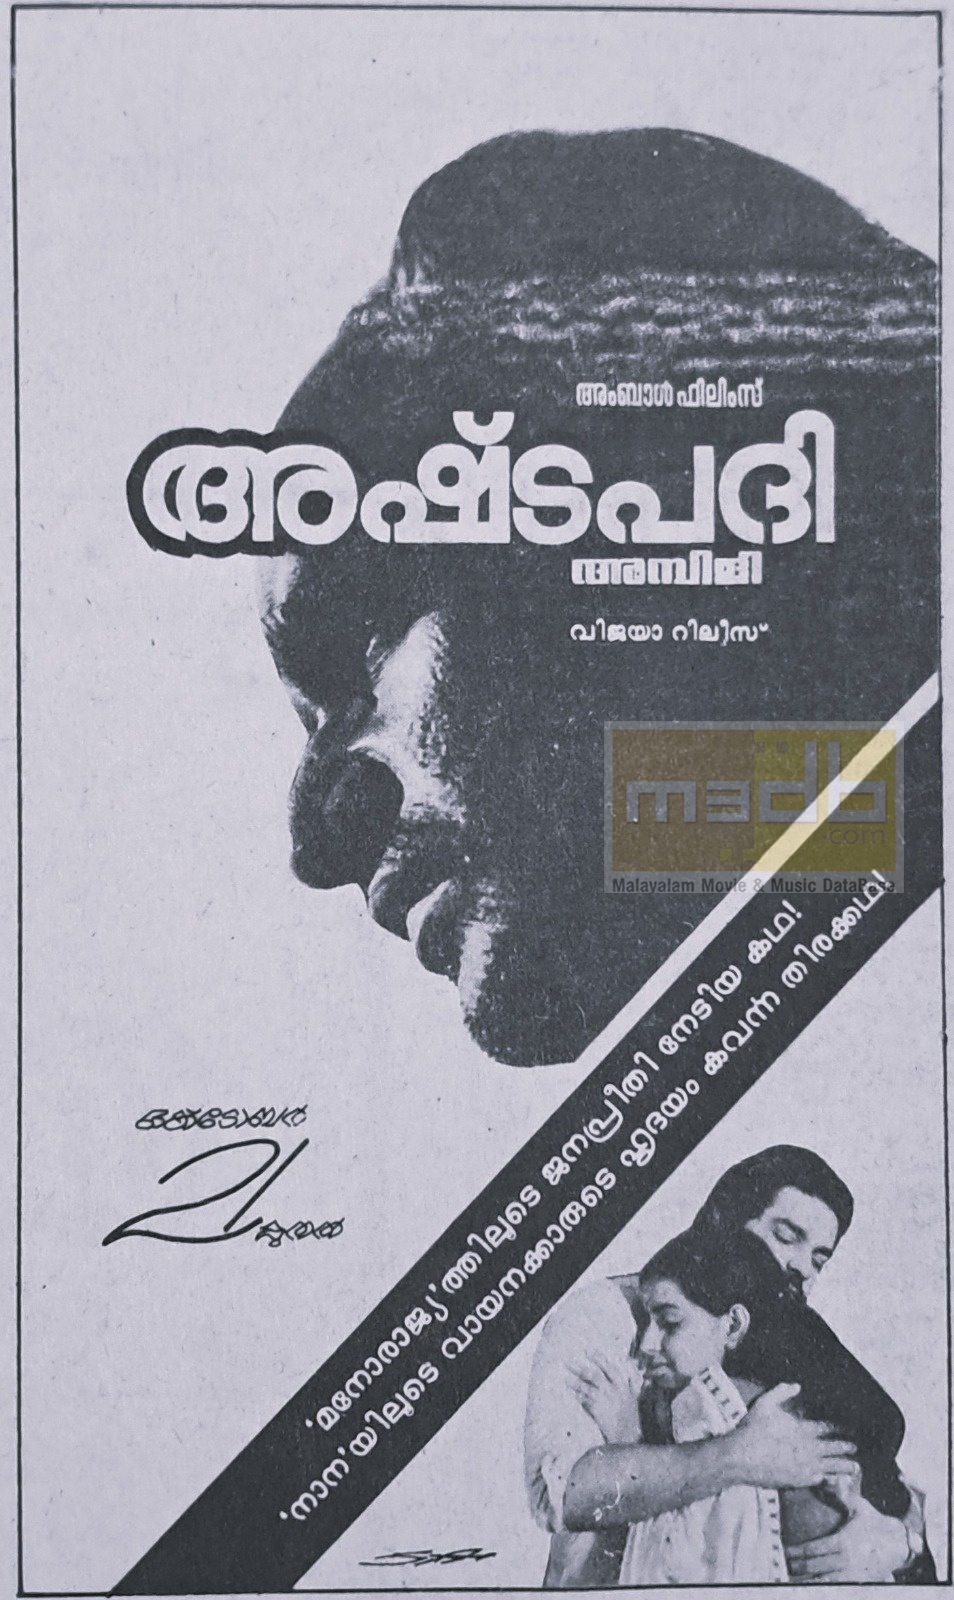 അംബാൾ ഫിലിംസ്
അഷ്ടപദി
അമ്പിളി
വിജയാ റിലീസ്
m3db
.com
Malayalam Movie & Music DataBase
'മനോരാജ്യ'ത്തിലൂടെ ജനപ്രീതി നേടിയ കഥ!
'നാന'യിലൂടെ വായനക്കാരുടെ ഹൃദയം കവന്ന തിരക്കഥ!
ഒക്ടോബർ
21
മുതൽ